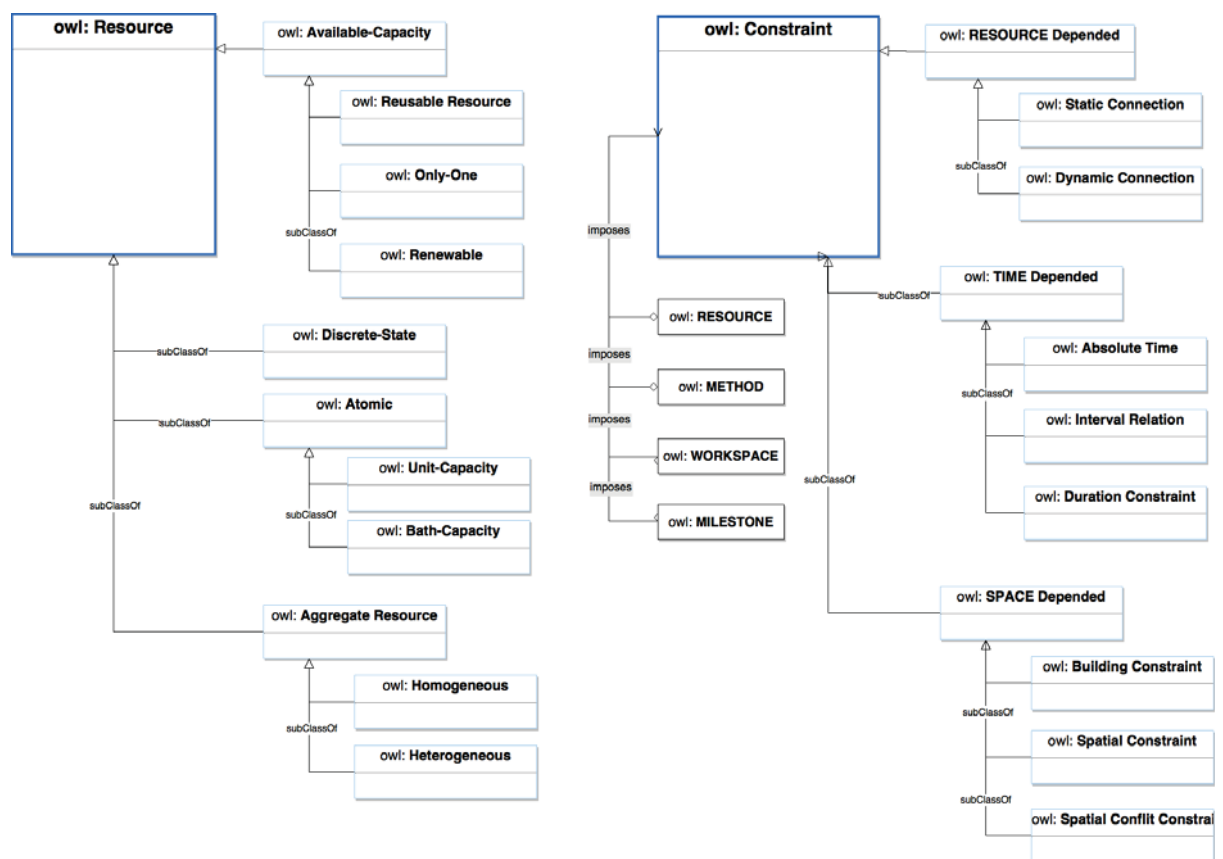 owl: Resource
owl: Available-Capacity
owl: Reusable Resource
owl: Only-One
subClassOf
owl: Renewable
owl: Discrete-State
subClassOf
owl: Atomic
subClassOf
owl: Unit-Capacity
subClassOf
owl: Bath-Capacity
subClassOf
owl: Aggregate Resource
owl: Homogeneous
subClassOf
owl: Heterogeneous
owl: Constraint
owl: RESOURCE Depended
owl: Static Connection
subClassOf
owl: Dynamic Connection
imposes
owl: RESOURCE
imposes
owl: METHOD
imposes
owl: WORKSPACE
imposes
owl: MILESTONE
owl: TIME Depended
subClassOf
owl: Absolute Time
subClassOf
owl: Interval Relation
owl: Duration Constraint
subClassOf
owl: SPACE Depended
owl: Building Constraint
subClassOf
owl: Spatial Constraint
subClassOf
owl: Spatial Conflit Constrai